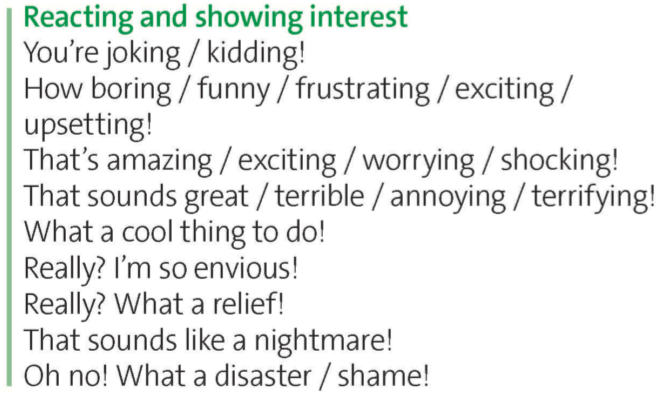 Reacting and showing interest
You're joking / kidding!
How boring / funny / frustrating / exciting /
upsetting!
That's amazing / exciting / worrying / shocking!
That sounds great / terrible / annoying / terrifying!
What a cool thing to do!
Really? I'm so envious!
Really? What a relief!
That sounds like a nightmare!
Oh no! What a disaster / shame!